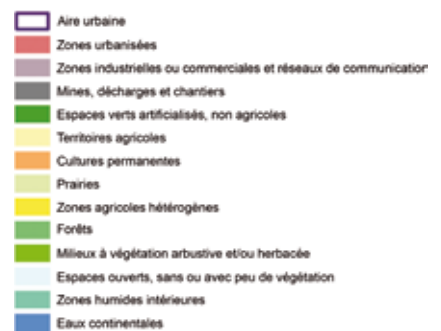 Aire urbaine
Zones urbanisées
Zones industrielles ou commerciales et réseaux de communication
Mines, décharges et chantiers
Espaces verts artificialisés, non agricoles
Territoires agricoles
Cultures permanentes
Prairies
Zones agricoles hétérogènes
Forêts
Milieux à végétation arbustive et/ou herbacée
Espaces ouverts, sans ou avec peu de végétation
Zones humides intérieures
Eaux continentales